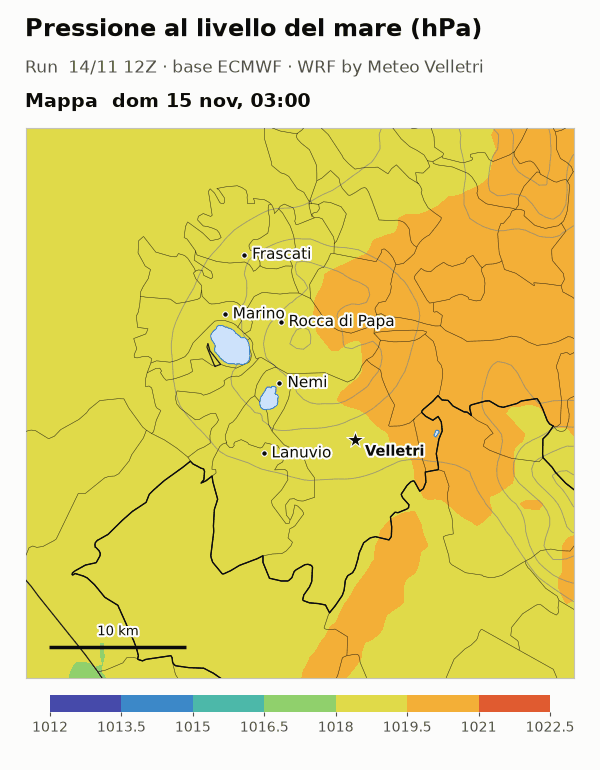 Pressione al livello del mare (hPa)
Run  14/11 12Z · base ECMWF · WRF by Meteo Velletri
Mappa  dom 15 nov, 03:00
Frascati
Marino
Rocca di Papa
Nemi
Velletri
Lanuvio
10 km
1012 1013.5 1015 1016.5 1018 1019.5 1021 1022.5